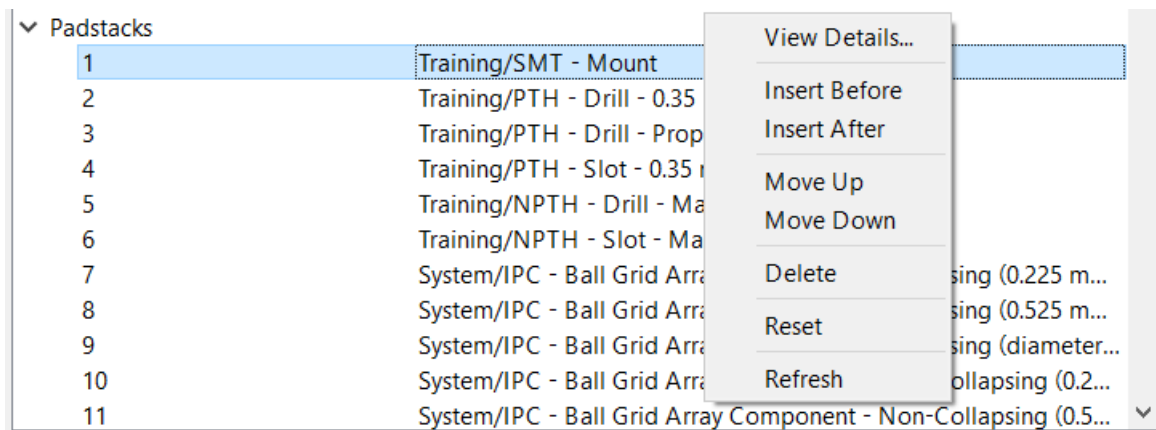 Padstacks
1 Training/SMT - Mount
2 Training/PTH - Drill - 0.35
3 Training/PTH - Drill - Prop
4 Training/PTH - Slot - 0.35
5 Training/NPTH - Drill - Ma
6 Training/NPTH - Slot - Ma
7 System/IPC - Ball Grid Arra sing (0.225 m...
8 System/IPC - Ball Grid Arra sing (0.525 m...
9 System/IPC - Ball Grid Arra sing (diameter...
10 System/IPC - Ball Grid Arra ollapsing (0.2...
11 System/IPC - Ball Grid Array Component - Non-Collapsing (0.5...
View Details...
Insert Before
Insert After
Move Up
Move Down
Delete
Reset
Refresh